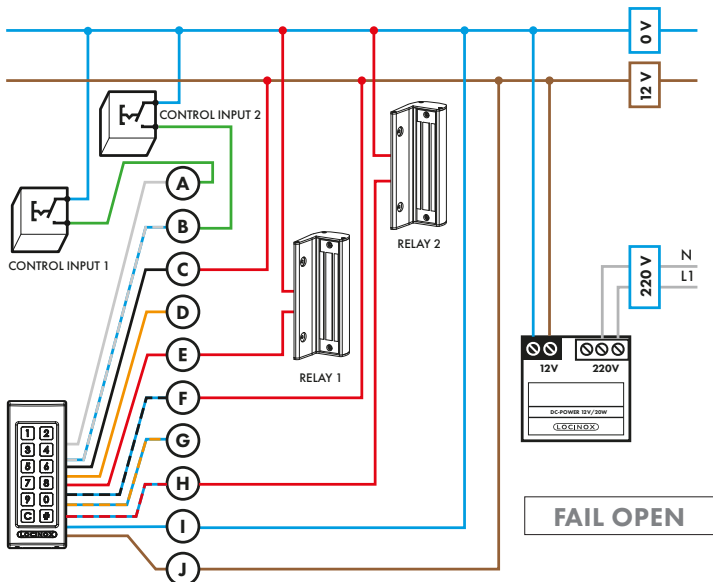 0 V
12 V
CONTROL INPUT 2
CONTROL INPUT 1
A
B
C
D
E
F
G
H
I
J
RELAY 2
RELAY 1
220 V
N
L1
12V
220V
DC-POWER 12V/20W
LOCINOX
1 2
3 4
5 6
7 8
9 0
C #
LOCINOX
FAIL OPEN